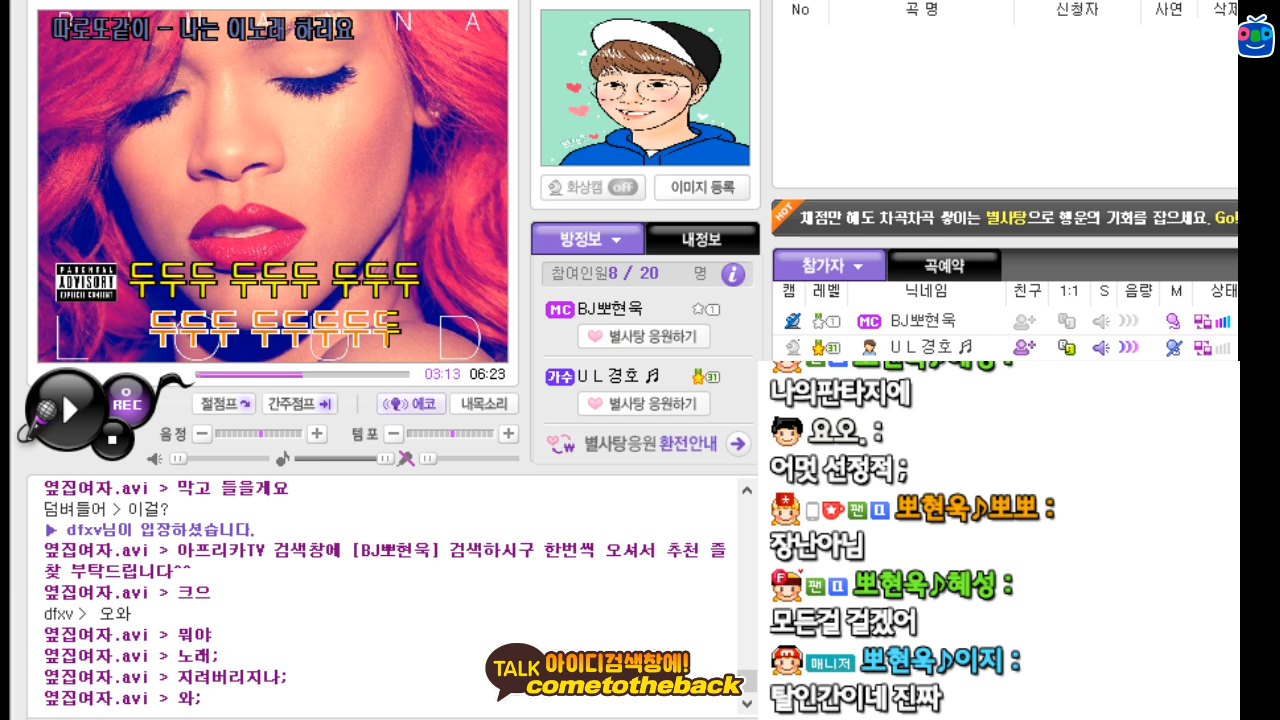 R I H A N N A
따로또같이 - 나는 이노래 하리요
PARENTAL
ADVISORY
EXPLICIT CONTENT
두두두 두두두 두두두
두두두 두두두두두
L O U D
03:13 06:23
REC
절점프
간주점프
에코
내목소리
음정
템포
화상캠 off
이미지 등록
방정보
내정보
참여인원8 / 20 명
MC BJ뽀현욱 1
별사탕 응원하기
가수 U L 경호 31
별사탕 응원하기
별사탕응원 환전안내
옆집여자.avi > 막고 들을게요
덤벼들어 > 이걸?
▶ dfxv님이 입장하셨습니다.
옆집여자.avi > 아프리카TV 검색창에 [BJ뽀현욱] 검색하시구 한번씩 오셔서 추천 즐
찾 부탁드립니다^^
옆집여자.avi > 크으
dfxv > 오와
옆집여자.avi > 뭐야
옆집여자.avi > 노래;
옆집여자.avi > 지려버리지나;
옆집여자.avi > 와;
TALK 아이디검색창에!
cometotheback
No 곡 명 신청자 사연 삭제
HOT 채점만 해도 차곡차곡 쌓이는 별사탕으로 행운의 기회를 잡으세요. Go!
참가자
곡예약
캠 레벨 닉네임 친구 1:1 S 음량 M 상태
1 MC BJ뽀현욱
31 U L 경호
나의판타지에
요오. :
어멋 선정적 ;
팬 뽀현욱♪뽀뽀 :
장난아님
팬 뽀현욱♪혜성 :
모든걸 걸겠어
매니저 뽀현욱♪이지 :
탈인간이네 진짜